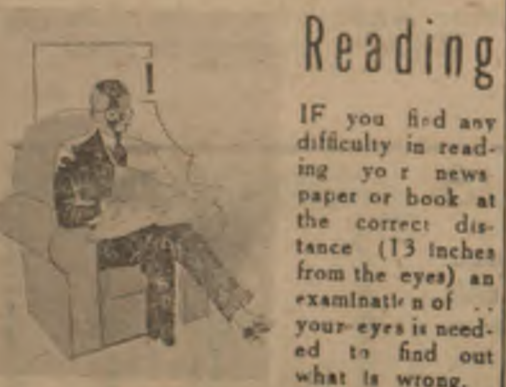 Reading
IF you find any
difficulty in read-
ing yo r news
paper or book at
the correct dis-
tance (13 inches
from the eyes) an
examinati n of ..
your eyes is need-
ed to find out
what is wrong.